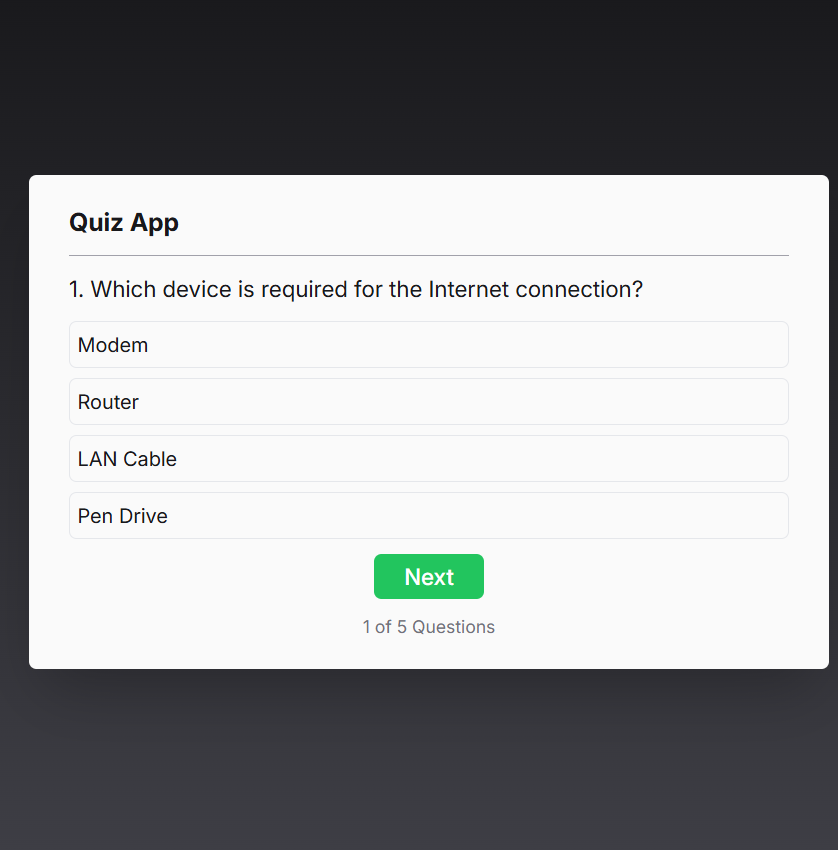 Quiz App
1. Which device is required for the Internet connection?
Modem
Router
LAN Cable
Pen Drive
Next
1 of 5 Questions